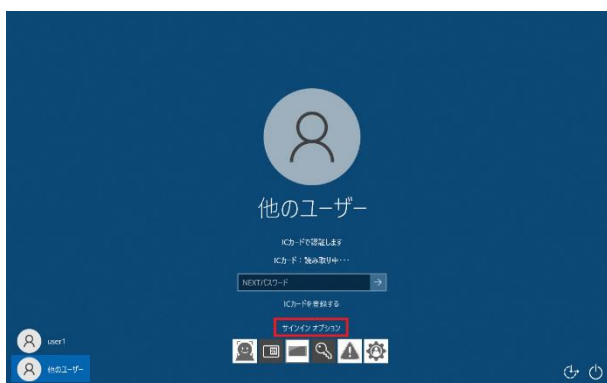 他のユーザー
ICカードで認証します
ICカード：読み取り中・・・
NEXTパスワード
ICカードを登録する
サインイン オプション
user1
他のユーザー